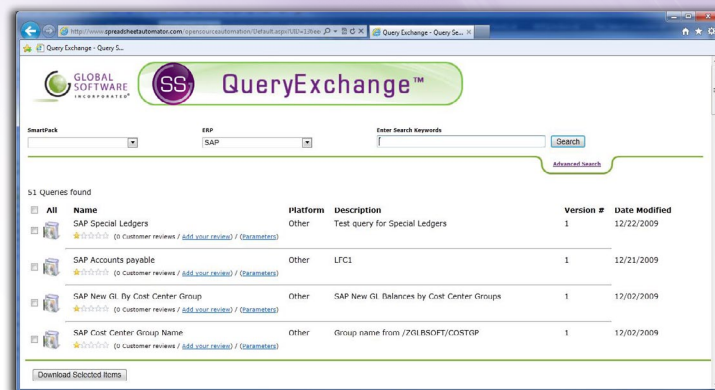 http://www.spreadsheetautomator.com/opensourceautomation/Default.aspx?UID=13
Query Exchange - Query Se...
Query Exchange - Query S...
GLOBAL
SOFTWARE
INCORPORATED
SS
QueryExchange™
SmartPack
ERP
Enter Search Keywords
SAP
Search
Advanced Search
51 Queries found
All Name Platform Description Version # Date Modified
SAP Special Ledgers Other Test query for Special Ledgers 1 12/22/2009
(0 Customer reviews / Add your review) / (Parameters)
SAP Accounts payable Other LFC1 1 12/21/2009
(0 Customer reviews / Add your review) / (Parameters)
SAP New GL By Cost Center Group Other SAP New GL Balances by Cost Center Groups 1 12/02/2009
(0 Customer reviews / Add your review) / (Parameters)
SAP Cost Center Group Name Other Group name from /ZGLBSOFT/COSTGP 1 12/02/2009
(0 Customer reviews / Add your review) / (Parameters)
Download Selected Items